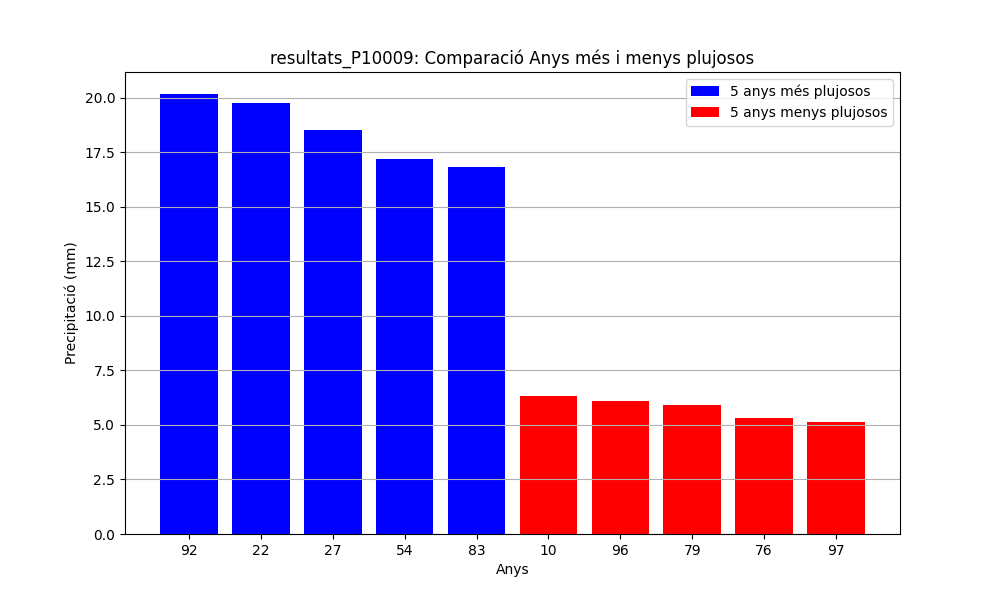 resultats_P10009: Comparació Anys més i menys plujosos
5 anys més plujosos
5 anys menys plujosos
Precipitació (mm)
20.0
17.5
15.0
12.5
10.0
7.5
5.0
2.5
0.0
92 22 27 54 83 10 96 79 76 97
Anys